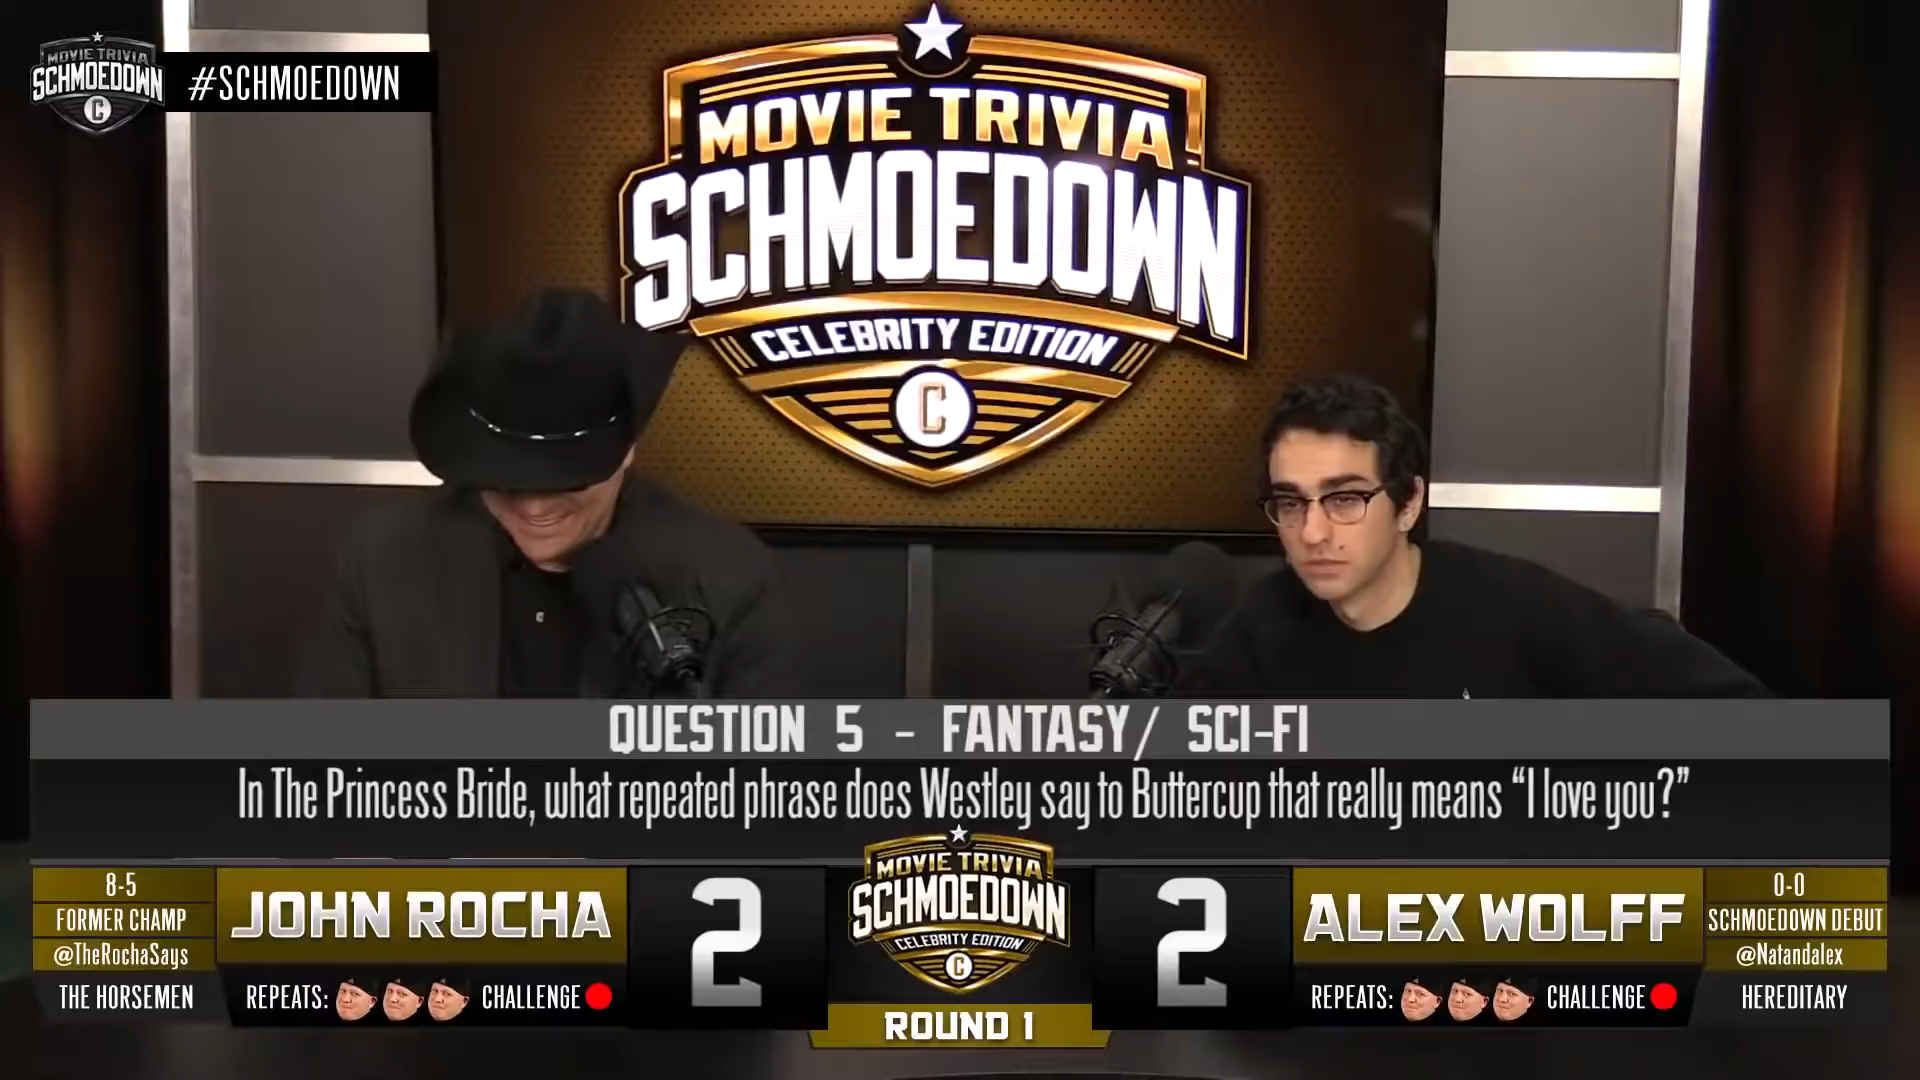 MOVIE TRIVIA
SCHMOEDOWN
C
#SCHMOEDOWN
MOVIE TRIVIA
SCHMOEDOWN
CELEBRITY EDITION
C
QUESTION 5 - FANTASY/ SCI-FI
In The Princess Bride, what repeated phrase does Westley say to Buttercup that really means “I love you?”
8-5
FORMER CHAMP
@TheRochaSays
THE HORSEMEN
JOHN ROCHA
REPEATS:
CHALLENGE
2
MOVIE TRIVIA
SCHMOEDOWN
CELEBRITY EDITION
C
ROUND 1
2
ALEX WOLFF
REPEATS:
CHALLENGE
0-0
SCHMOEDOWN DEBUT
@Natandalex
HEREDITARY